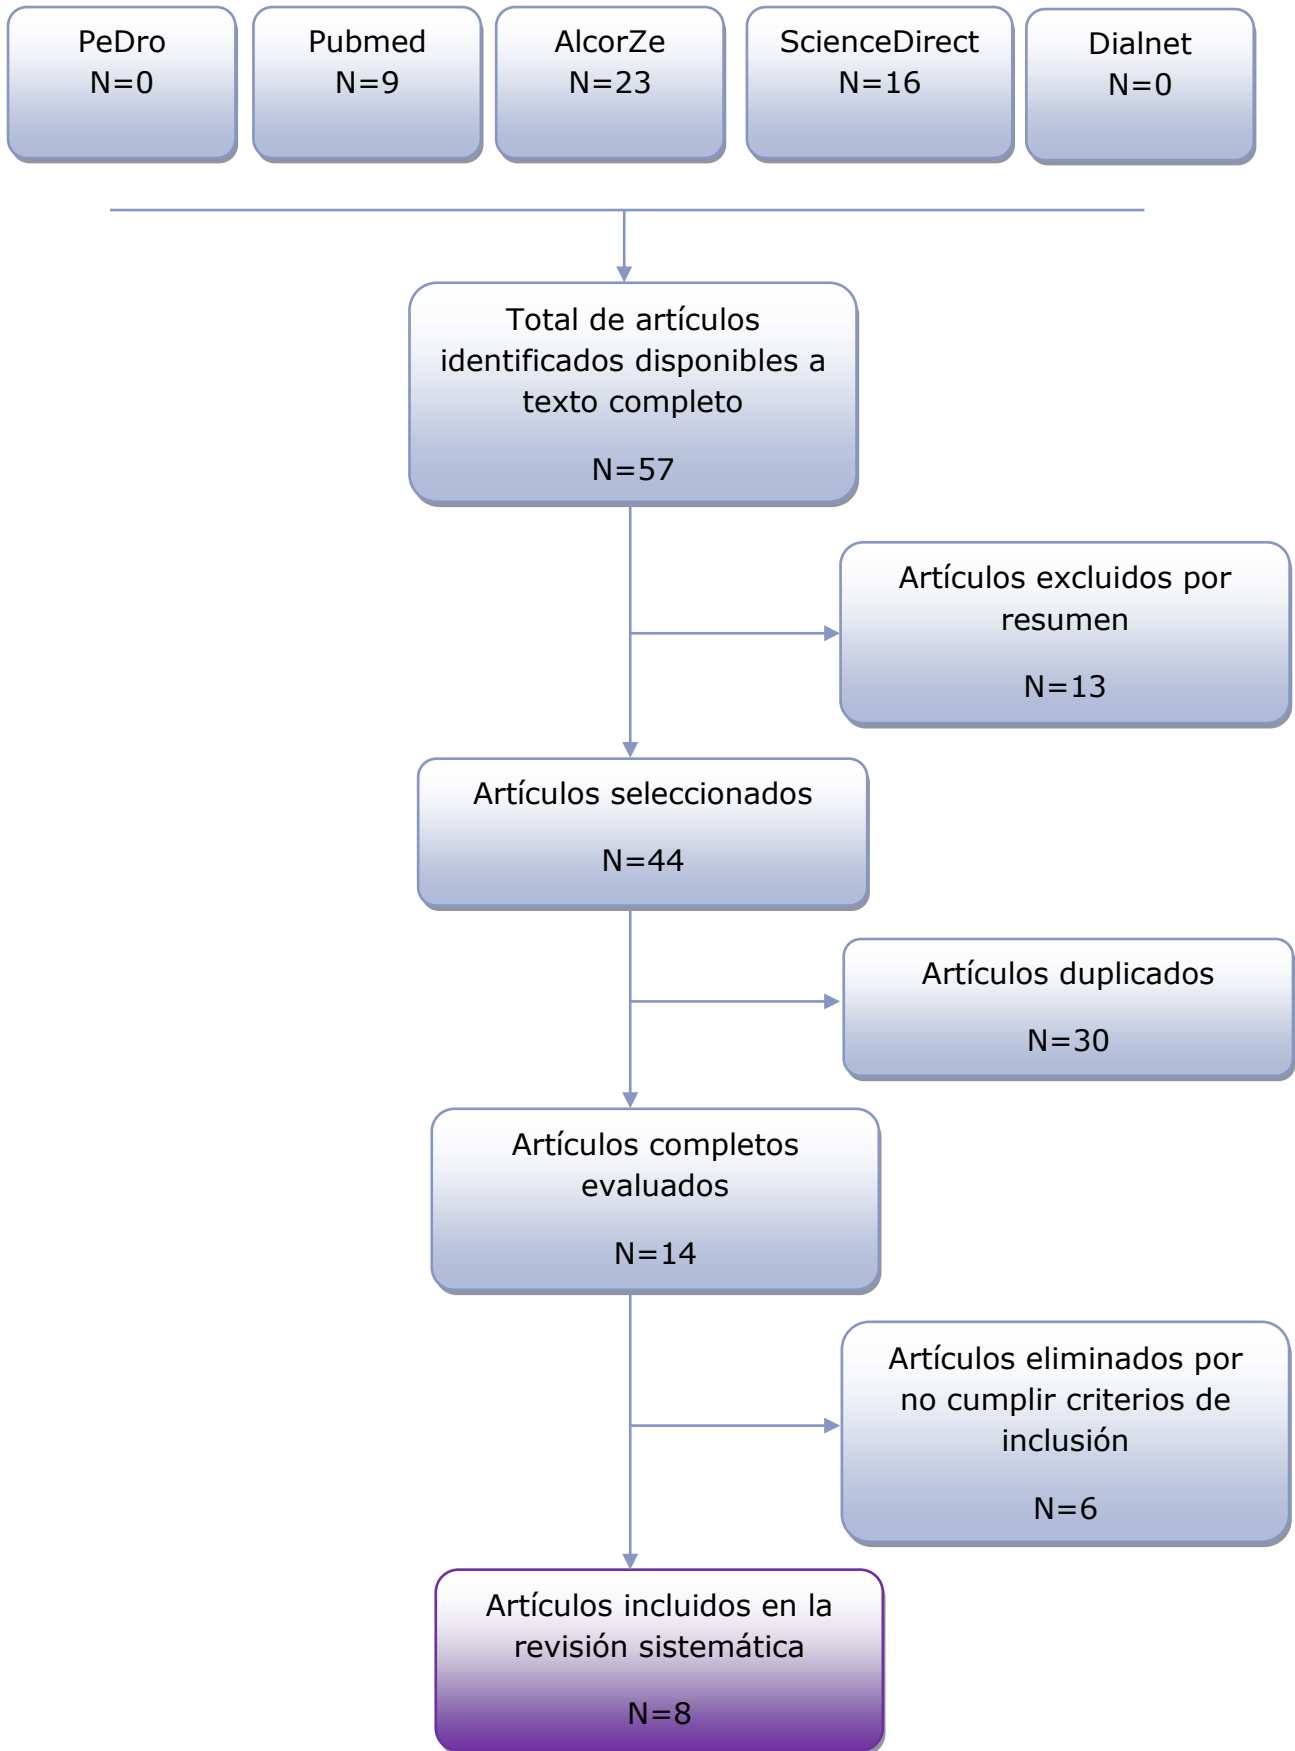 PeDro
N=0
Pubmed
N=9
AlcorZe
N=23
ScienceDirect
N=16
Dialnet
N=0
Total de artículos
identificados disponibles a
texto completo
N=57
Artículos excluidos por
resumen
N=13
Artículos seleccionados
N=44
Artículos duplicados
N=30
Artículos completos
evaluados
N=14
Artículos eliminados por
no cumplir criterios de
inclusión
N=6
Artículos incluidos en la
revisión sistemática
N=8